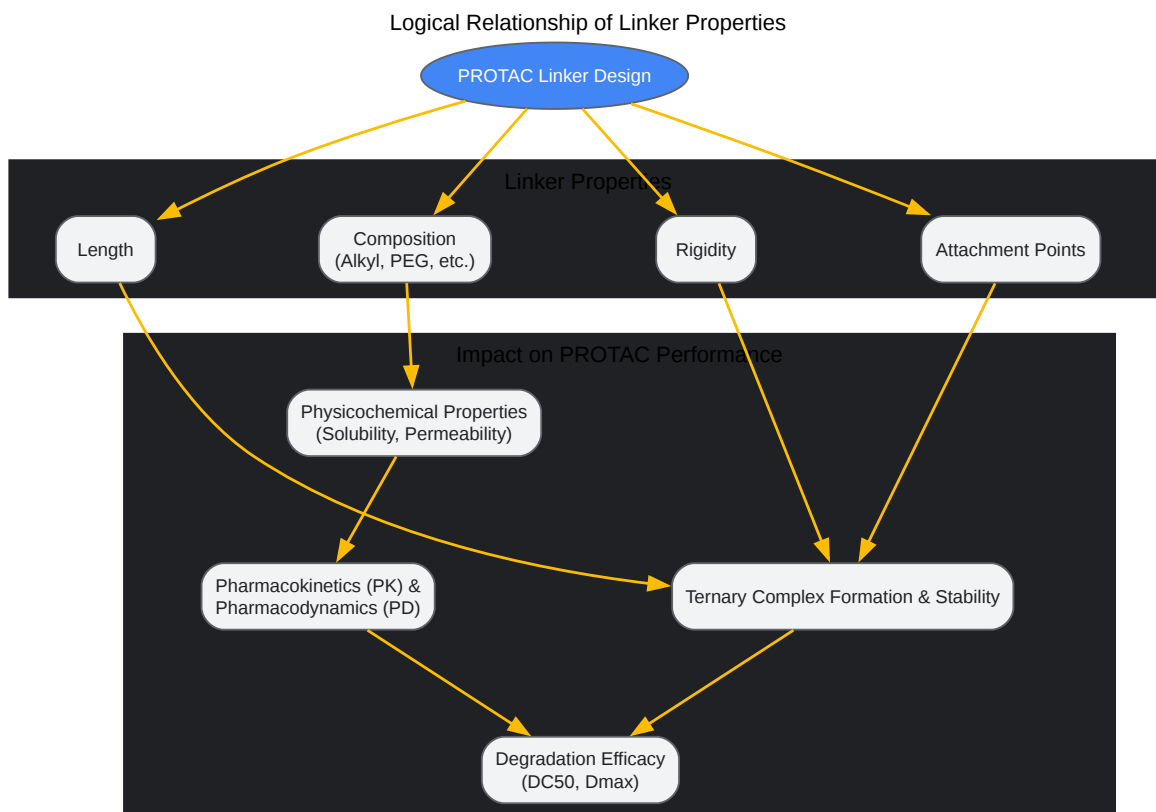 Logical Relationship of Linker Properties
PROTAC Linker Design
Linker Properties
Length
Composition
(Alkyl, PEG, etc.)
Rigidity
Attachment Points
Impact on PROTAC Performance
Physicochemical Properties
(Solubility, Permeability)
Pharmacokinetics (PK) &
Pharmacodynamics (PD)
Ternary Complex Formation & Stability
Degradation Efficacy
(DC50, Dmax)